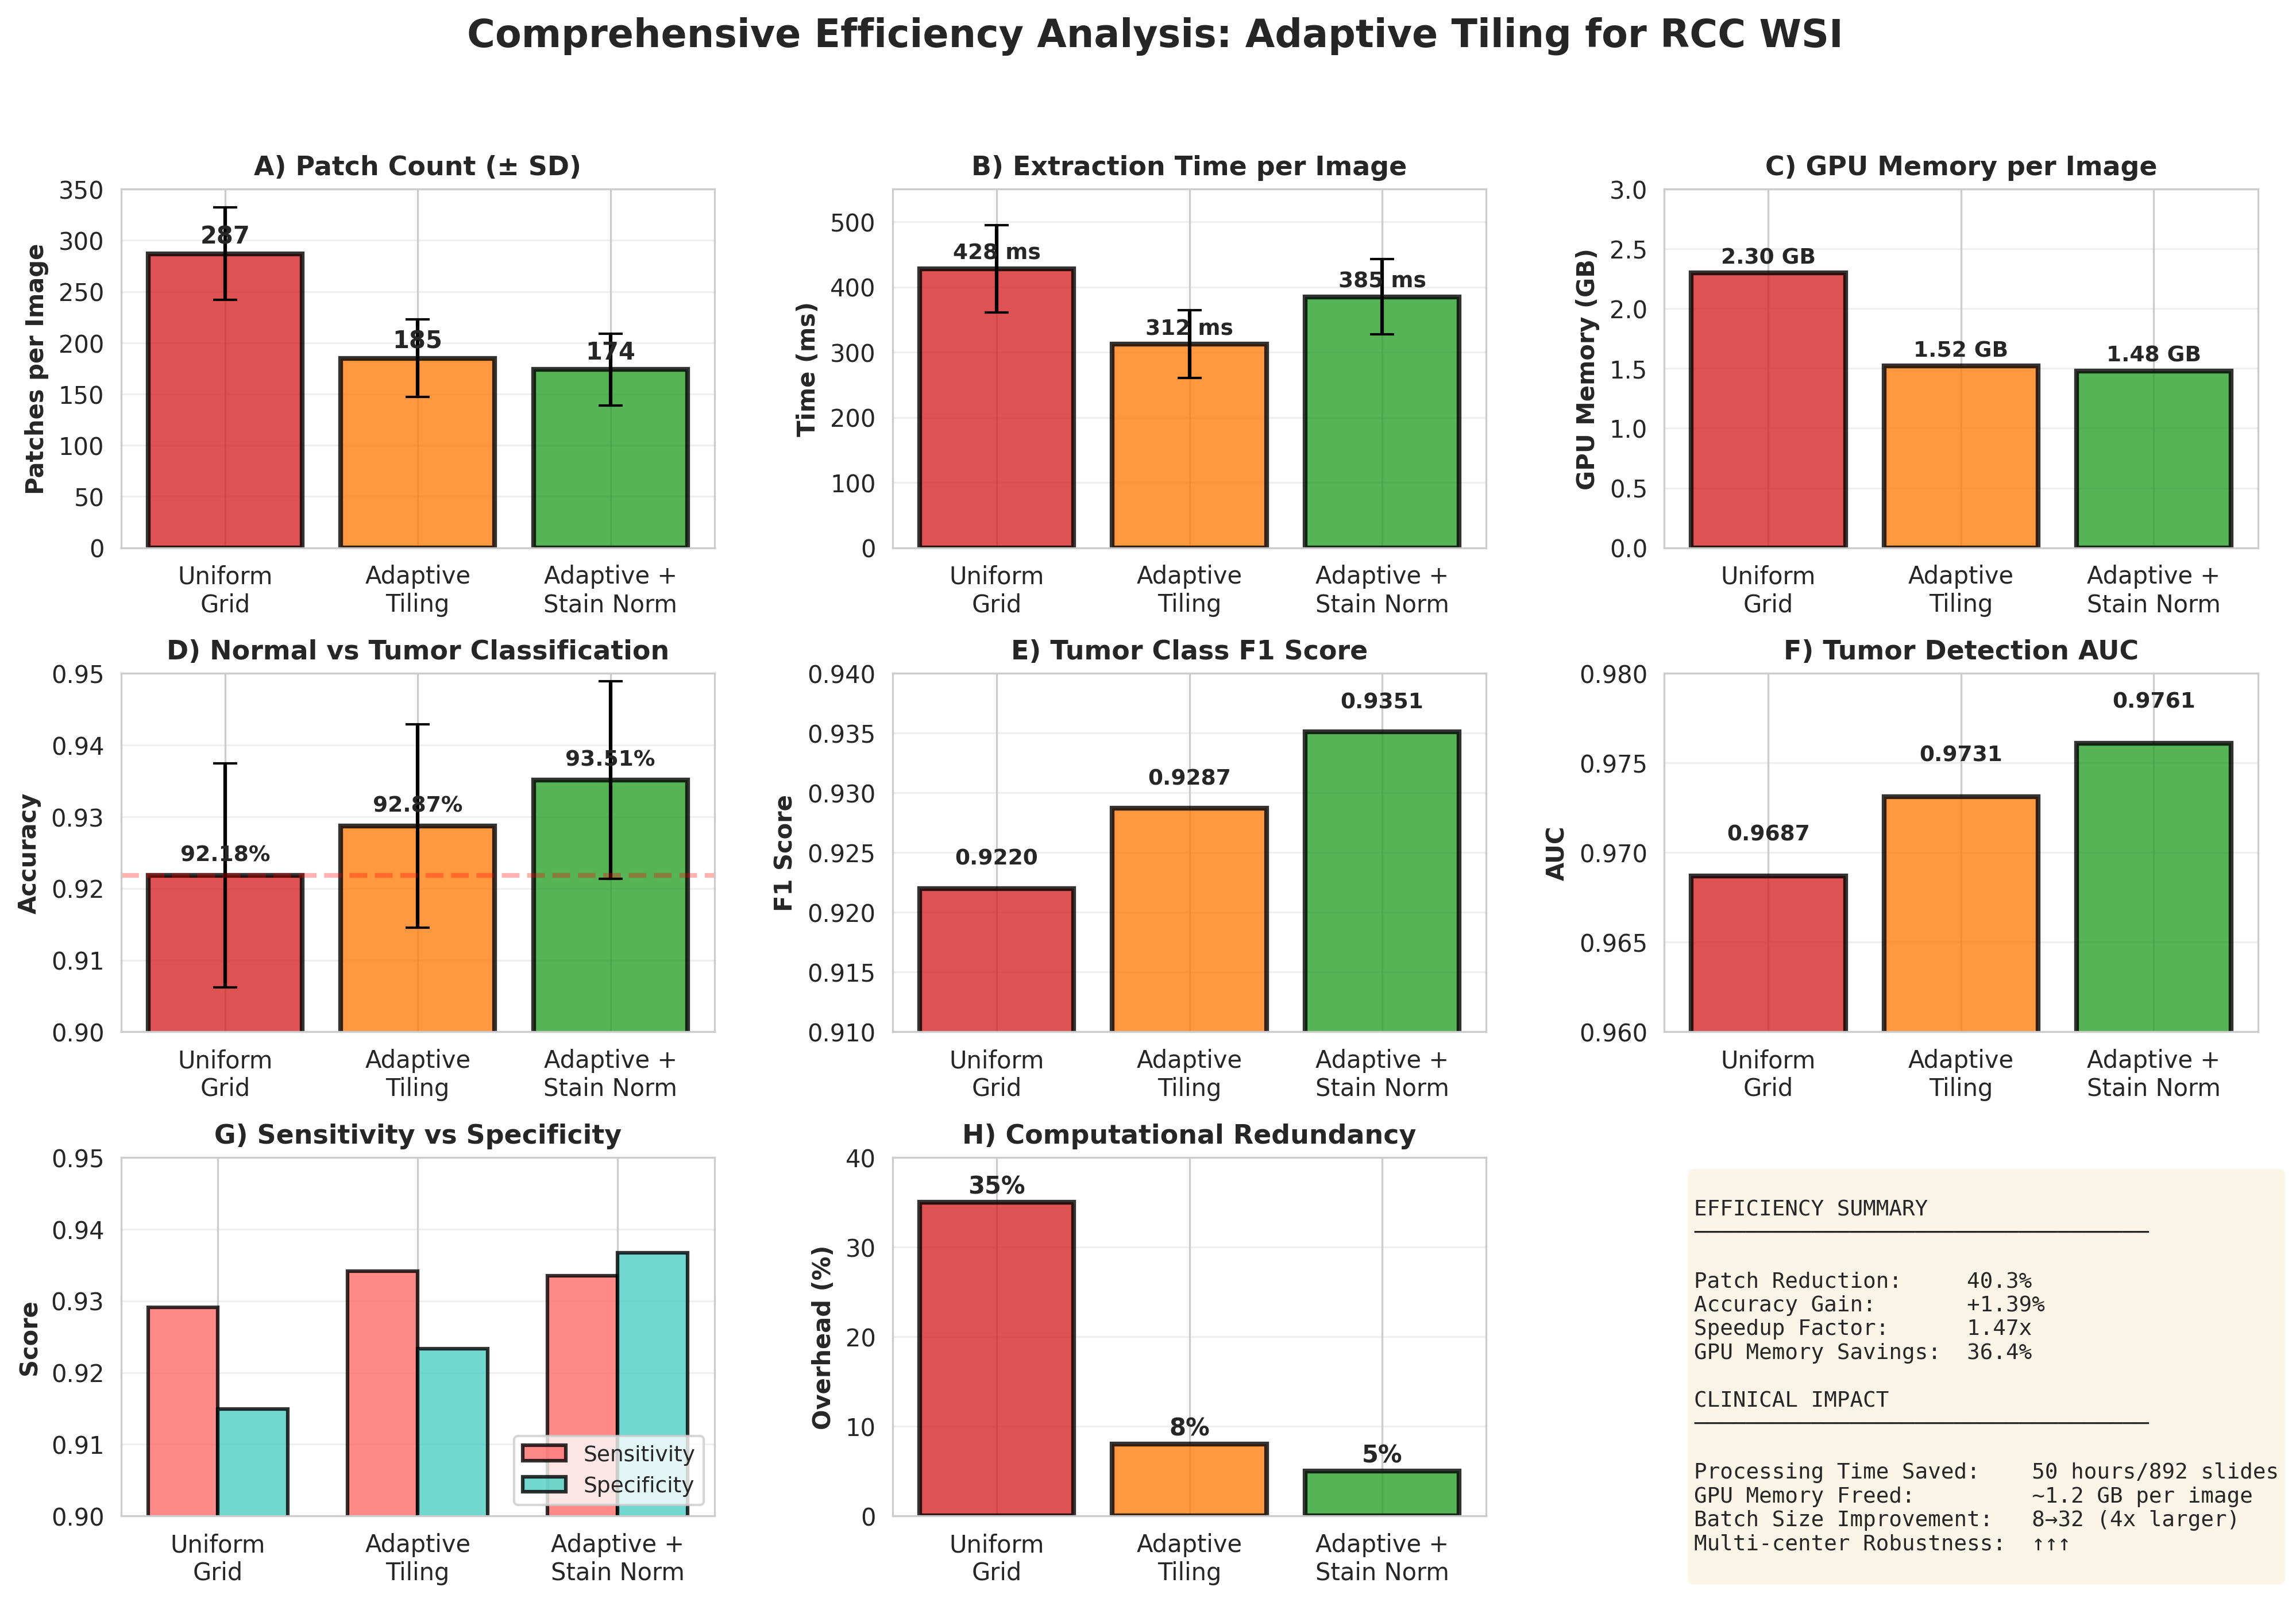 Comprehensive Efficiency Analysis: Adaptive Tiling for RCC WSI
A) Patch Count (± SD)
Patches per Image
350
300
250
200
150
100
50
0
287
185
174
Uniform
Grid
Adaptive
Tiling
Adaptive +
Stain Norm
B) Extraction Time per Image
Time (ms)
500
400
300
200
100
0
428 ms
312 ms
385 ms
Uniform
Grid
Adaptive
Tiling
Adaptive +
Stain Norm
C) GPU Memory per Image
GPU Memory (GB)
3.0
2.5
2.0
1.5
1.0
0.5
0.0
2.30 GB
1.52 GB
1.48 GB
Uniform
Grid
Adaptive
Tiling
Adaptive +
Stain Norm
D) Normal vs Tumor Classification
Accuracy
0.95
0.94
0.93
0.92
0.91
0.90
92.18%
92.87%
93.51%
Uniform
Grid
Adaptive
Tiling
Adaptive +
Stain Norm
E) Tumor Class F1 Score
F1 Score
0.940
0.935
0.930
0.925
0.920
0.915
0.910
0.9220
0.9287
0.9351
Uniform
Grid
Adaptive
Tiling
Adaptive +
Stain Norm
F) Tumor Detection AUC
AUC
0.980
0.975
0.970
0.965
0.960
0.9687
0.9731
0.9761
Uniform
Grid
Adaptive
Tiling
Adaptive +
Stain Norm
G) Sensitivity vs Specificity
Score
0.95
0.94
0.93
0.92
0.91
0.90
Sensitivity
Specificity
Uniform
Grid
Adaptive
Tiling
Adaptive +
Stain Norm
H) Computational Redundancy
Overhead (%)
40
30
20
10
0
35%
8%
5%
Uniform
Grid
Adaptive
Tiling
Adaptive +
Stain Norm
EFFICIENCY SUMMARY
Patch Reduction: 40.3%
Accuracy Gain: +1.39%
Speedup Factor: 1.47x
GPU Memory Savings: 36.4%
CLINICAL IMPACT
Processing Time Saved: 50 hours/892 slides
GPU Memory Freed: ~1.2 GB per image
Batch Size Improvement: 8→32 (4x larger)
Multi-center Robustness: ↑↑↑